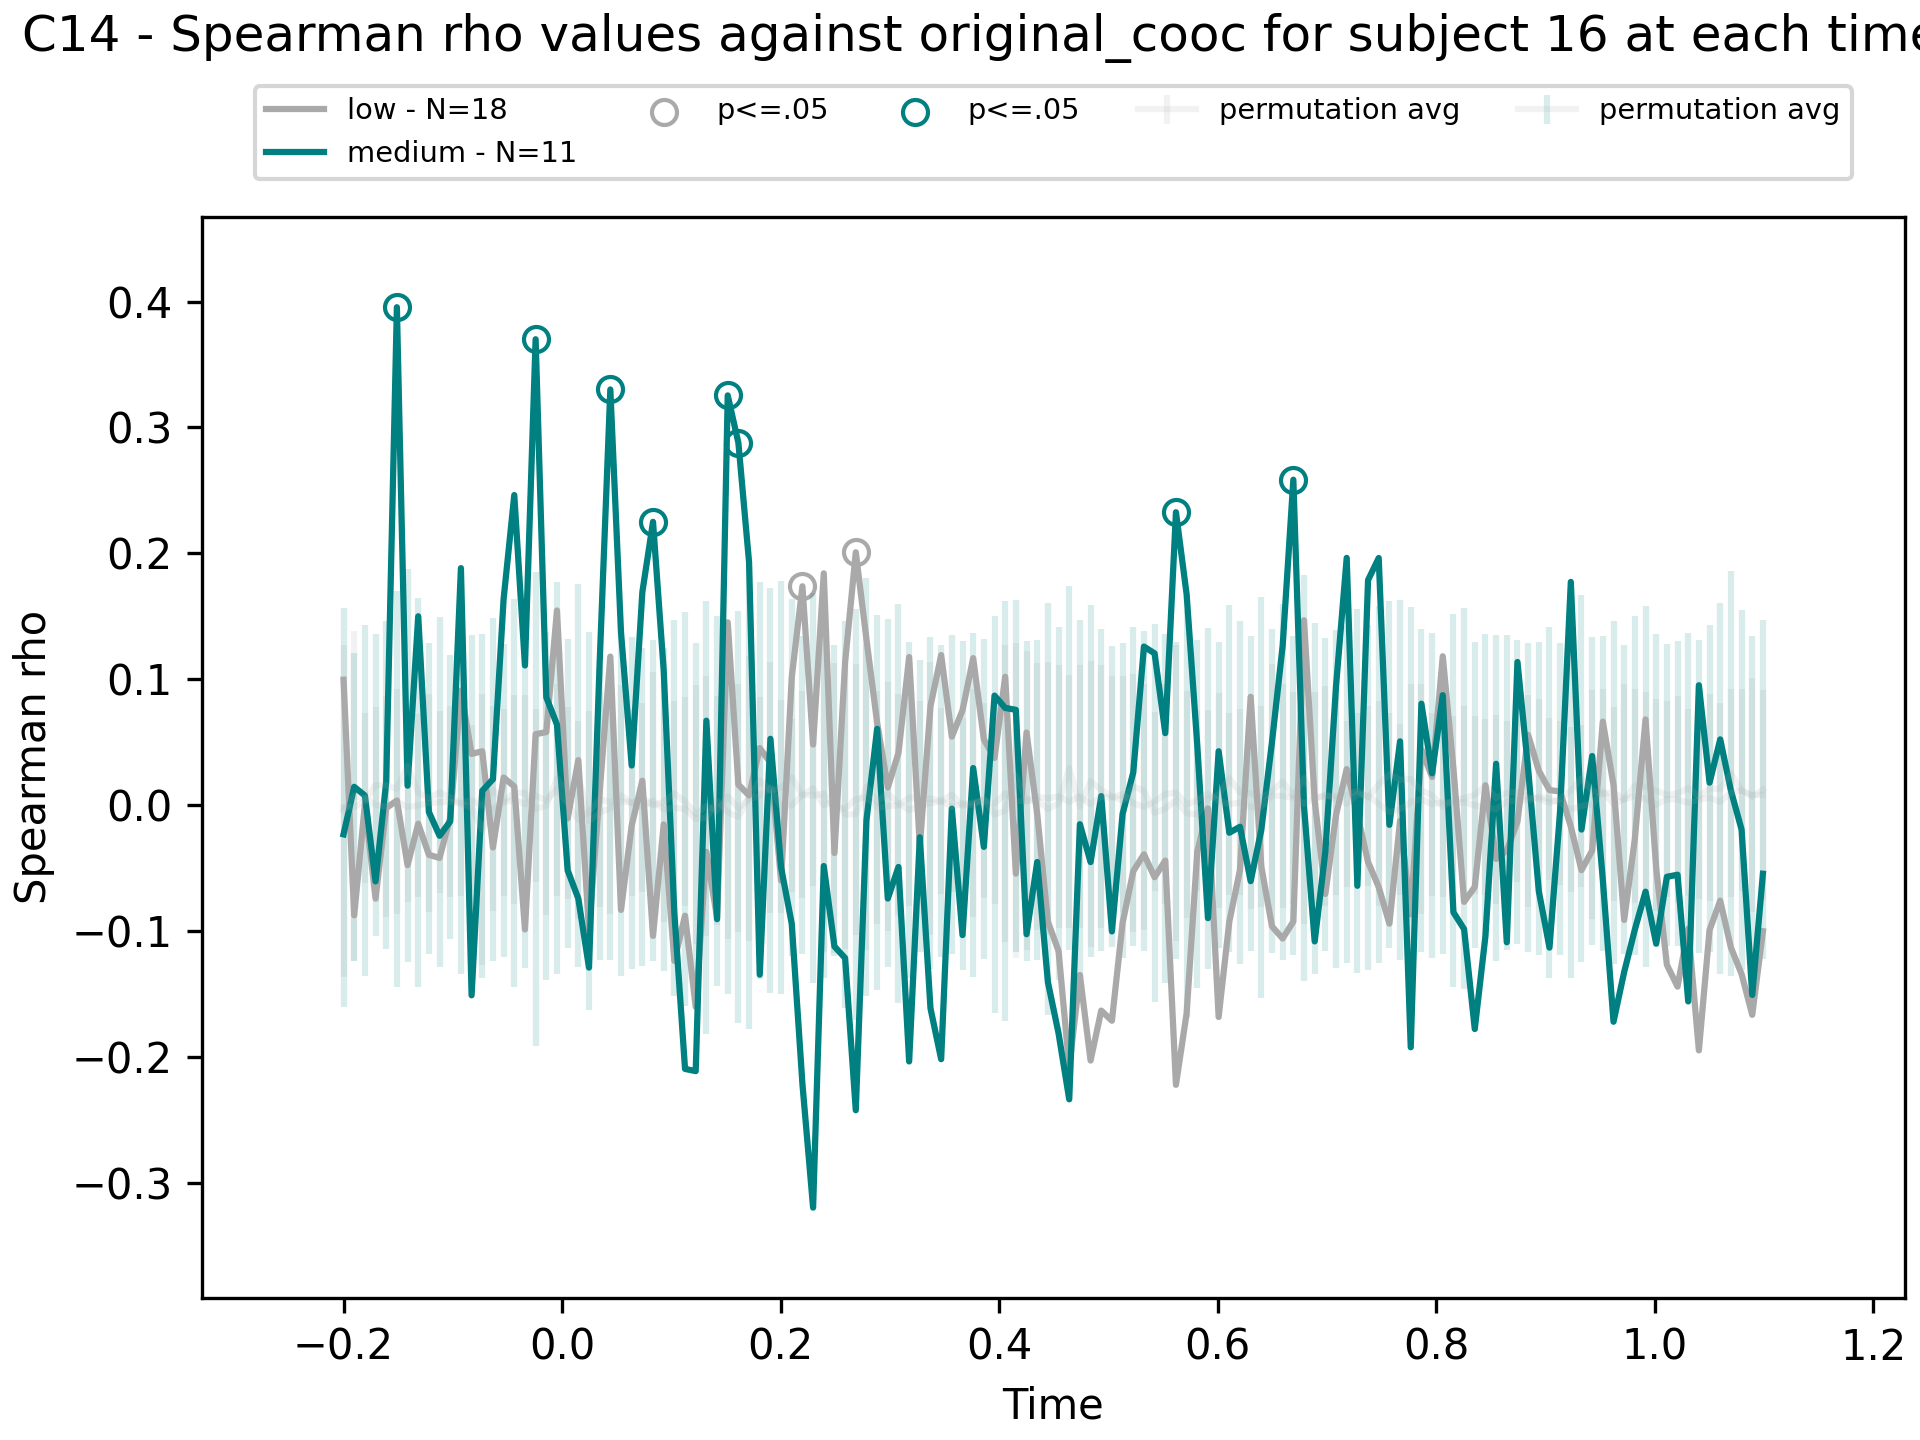 C14 - Spearman rho values against original_cooc for subject 16 at each time
low - N=18
medium - N=11
p<=.05
p<=.05
permutation avg
permutation avg
Spearman rho
0.4
0.3
0.2
0.1
0.0
−0.1
−0.2
−0.3
−0.2 0.0 0.2 0.4 0.6 0.8 1.0 1.2
Time